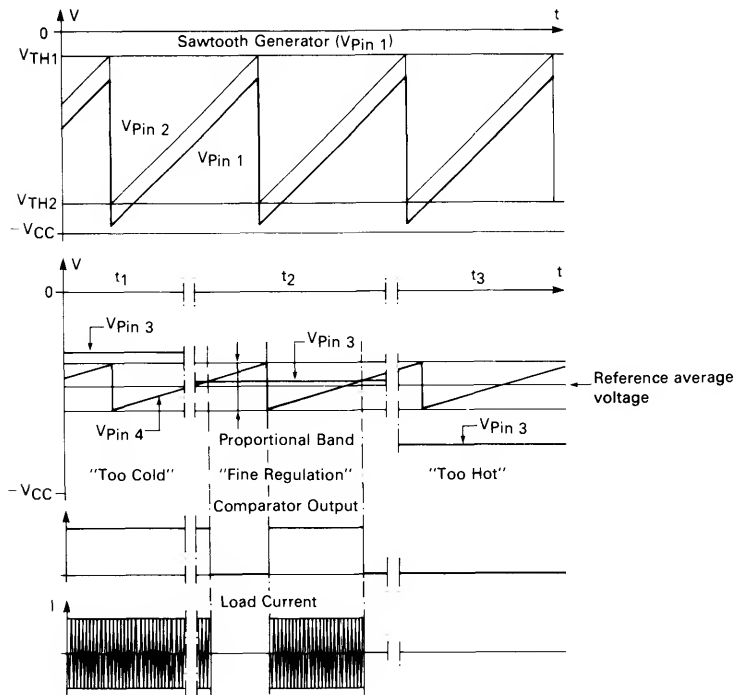 V
0
t
Sawtooth Generator (VPin 1)
VTH1
VPin 2
VPin 1
VTH2
-VCC
V
t1
t2
t3
t
0
VPin 3
VPin 3
Reference average
voltage
VPin 4
Proportional Band
VPin 3
"Too Cold"
"Fine Regulation"
"Too Hot"
-VCC
Comparator Output
I
Load Current